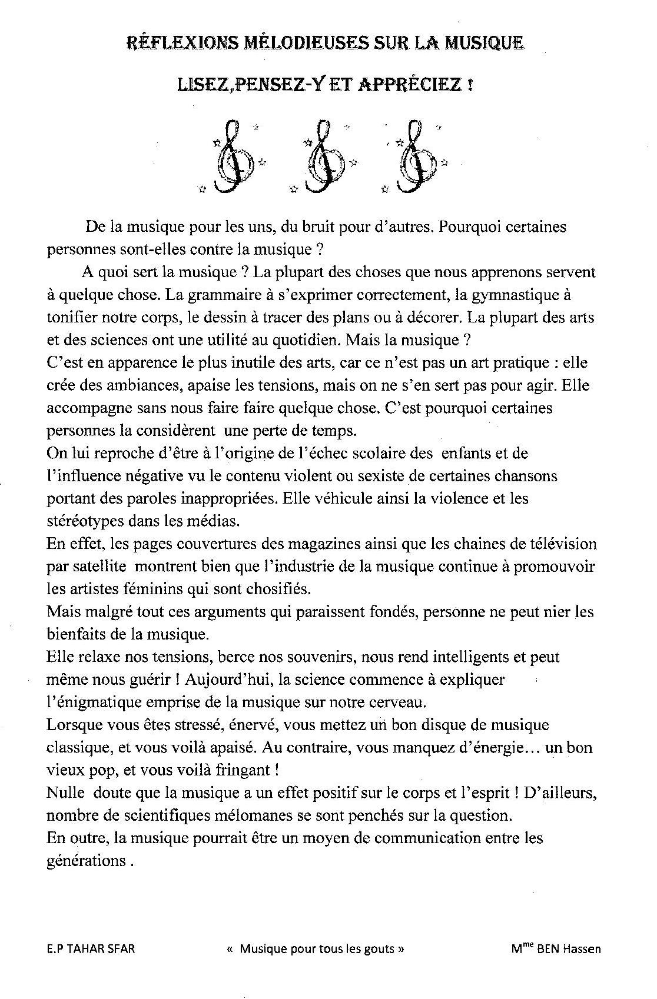 RÉFLEXIONS MÉLODIEUSES SUR LA MUSIQUE
LISEZ,PENSEZ-Y ET APPRÉCIEZ !
De la musique pour les uns, du bruit pour d’autres. Pourquoi certaines
personnes sont-elles contre la musique ?
A quoi sert la musique ? La plupart des choses que nous apprenons servent
à quelque chose. La grammaire à s’exprimer correctement, la gymnastique à
tonifier notre corps, le dessin à tracer des plans ou à décorer. La plupart des arts
et des sciences ont une utilité au quotidien. Mais la musique ?
C’est en apparence le plus inutile des arts, car ce n’est pas un art pratique : elle
crée des ambiances, apaise les tensions, mais on ne s’en sert pas pour agir. Elle
accompagne sans nous faire faire quelque chose. C’est pourquoi certaines
personnes la considèrent une perte de temps.
On lui reproche d’être à l’origine de l’échec scolaire des enfants et de
l’influence négative vu le contenu violent ou sexiste de certaines chansons
portant des paroles inappropriées. Elle véhicule ainsi la violence et les
stéréotypes dans les médias.
En effet, les pages couvertures des magazines ainsi que les chaines de télévision
par satellite montrent bien que l’industrie de la musique continue à promouvoir
les artistes féminins qui sont chosifiés.
Mais malgré tout ces arguments qui paraissent fondés, personne ne peut nier les
bienfaits de la musique.
Elle relaxe nos tensions, berce nos souvenirs, nous rend intelligents et peut
même nous guérir ! Aujourd’hui, la science commence à expliquer
l’énigmatique emprise de la musique sur notre cerveau.
Lorsque vous êtes stressé, énervé, vous mettez un bon disque de musique
classique, et vous voilà apaisé. Au contraire, vous manquez d’énergie... un bon
vieux pop, et vous voilà fringant !
Nulle doute que la musique a un effet positif sur le corps et l’esprit ! D’ailleurs,
nombre de scientifiques mélomanes se sont penchés sur la question.
En outre, la musique pourrait être un moyen de communication entre les
générations .
E.P TAHAR SFAR « Musique pour tous les gouts » Mme BEN Hassen